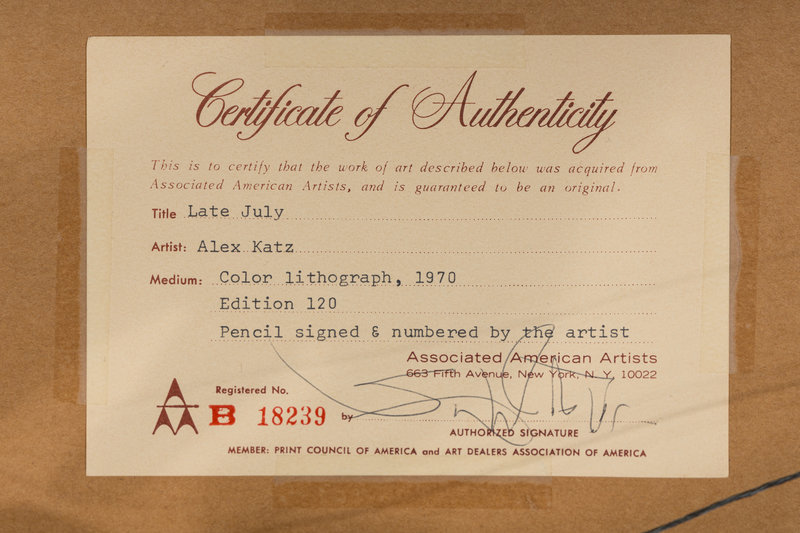 Certificate of Authenticity
This is to certify that the work of art described below was acquired from
Associated American Artists, and is guaranteed to be an original.
Title Late July
Artist: Alex Katz
Medium: Color lithograph, 1970
Edition 120
Pencil signed & numbered by the artist
Associated American Artists
663 Fifth Avenue, New York, N. Y. 10022
Registered No.
B 18239 by
AUTHORIZED SIGNATURE
MEMBER: PRINT COUNCIL OF AMERICA and ART DEALERS ASSOCIATION OF AMERICA